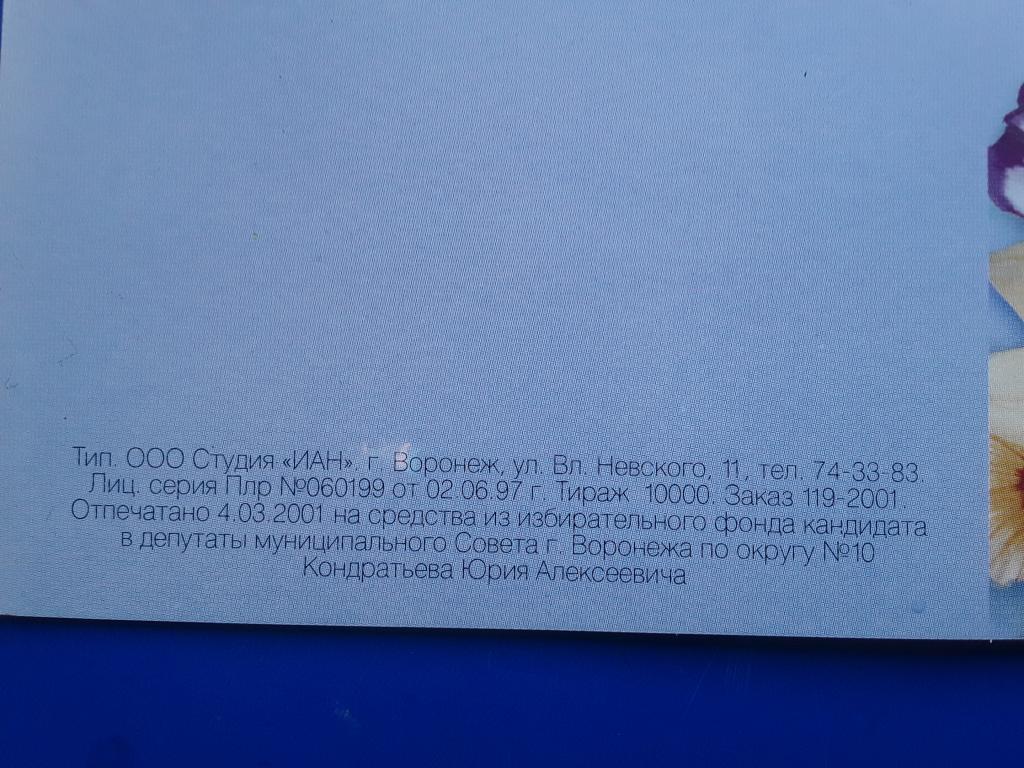 Тип. ООО Студия «ИАН». г. Воронеж, ул. Вл. Невского, 11, тел. 74-33-83.
Лиц. серия Плр №060199 от 02.06.97 г. Тираж 10000. Заказ 119-2001.
Отпечатано 4.03.2001 на средства из избирательного фонда кандидата
в депутаты муниципального Совета г. Воронежа по округу №10
Кондратьева Юрия Алексеевича